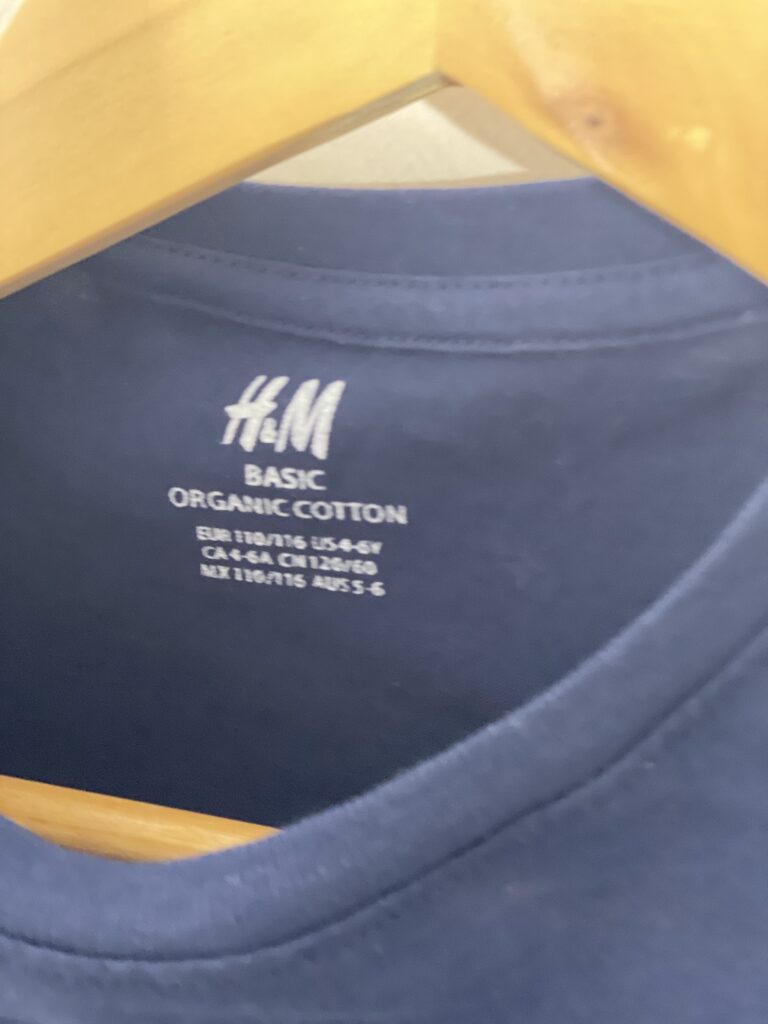 H&M
BASIC
ORGANIC COTTON
EUR 110/116 US 4-6Y
CA 4-6A CN 120/60
MX 110/116 AUS 5-6